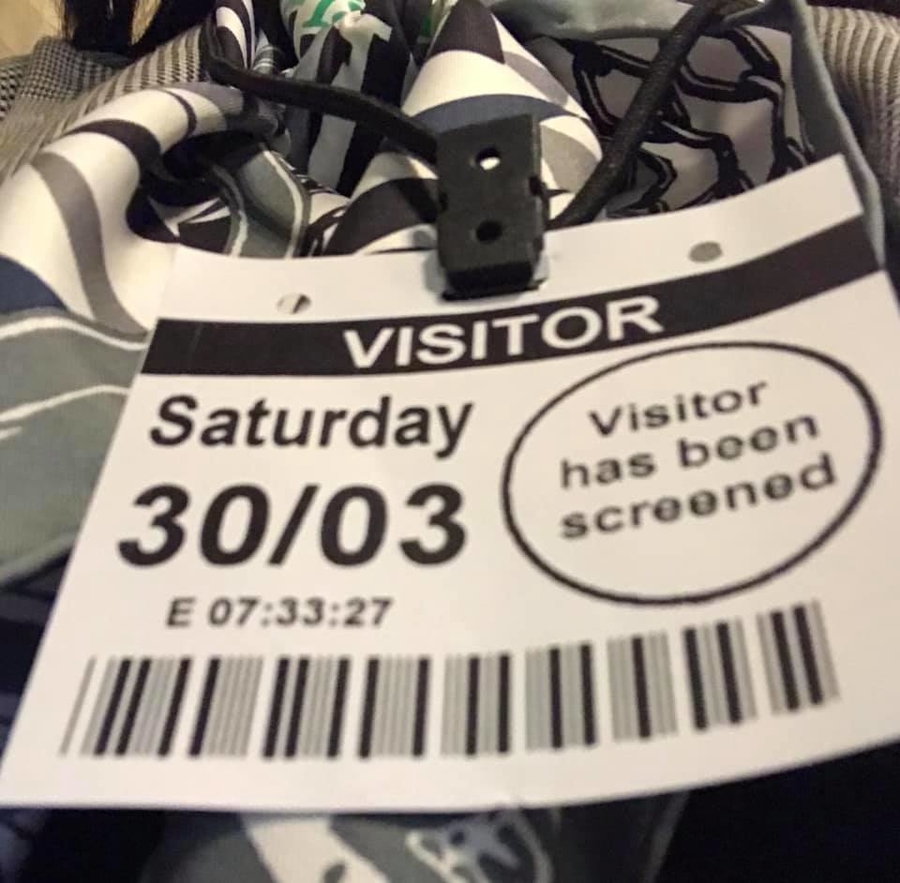 VISITOR
Saturday
30/03
E 07:33:27
Visitor
has been
screened